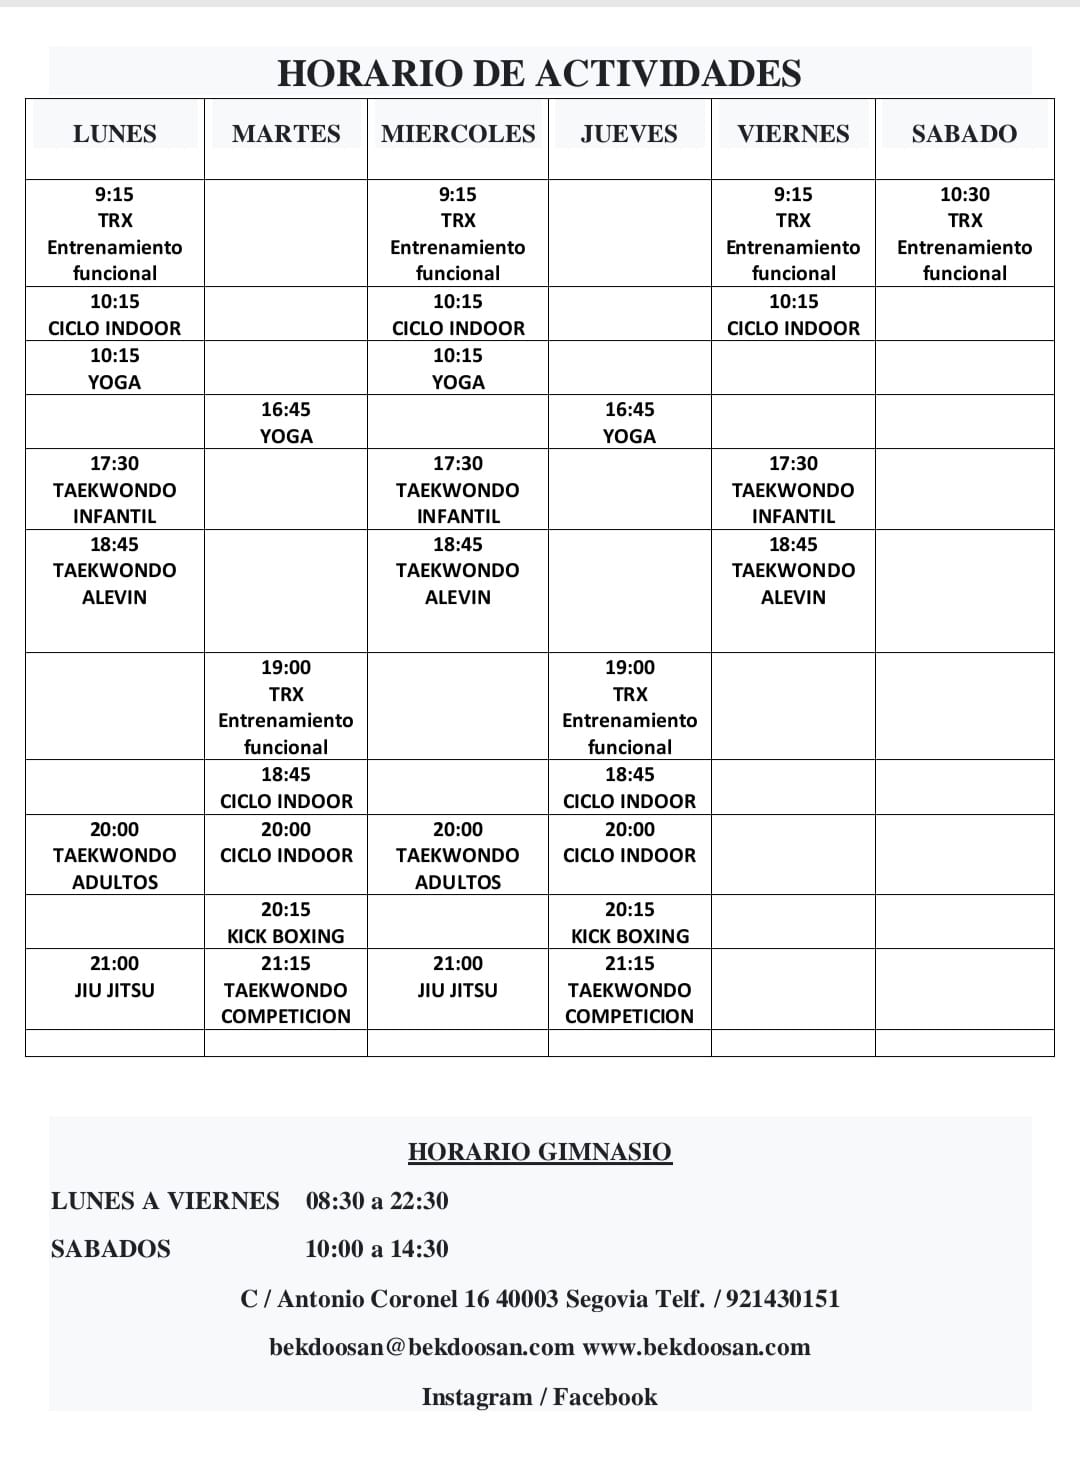 HORARIO DE ACTIVIDADES
LUNES MARTES MIERCOLES JUEVES VIERNES SABADO
9:15 9:15 9:15 10:30
TRX TRX TRX TRX
Entrenamiento Entrenamiento Entrenamiento Entrenamiento
funcional funcional funcional funcional
10:15 10:15 10:15
CICLO INDOOR CICLO INDOOR CICLO INDOOR
10:15 10:15
YOGA YOGA
16:45 16:45
YOGA YOGA
17:30 17:30 17:30
TAEKWONDO TAEKWONDO TAEKWONDO
INFANTIL INFANTIL INFANTIL
18:45 18:45 18:45
TAEKWONDO TAEKWONDO TAEKWONDO
ALEVIN ALEVIN ALEVIN
19:00 19:00
TRX TRX
Entrenamiento Entrenamiento
funcional funcional
18:45 18:45
CICLO INDOOR CICLO INDOOR
20:00 20:00 20:00 20:00
TAEKWONDO CICLO INDOOR TAEKWONDO CICLO INDOOR
ADULTOS ADULTOS
20:15 20:15
KICK BOXING KICK BOXING
21:00 21:15 21:00 21:15
JIU JITSU TAEKWONDO JIU JITSU TAEKWONDO
COMPETICION COMPETICION
HORARIO GIMNASIO
LUNES A VIERNES 08:30 a 22:30
SABADOS 10:00 a 14:30
C / Antonio Coronel 16 40003 Segovia Telf. / 921430151
bekdoosan@bekdoosan.com www.bekdoosan.com
Instagram / Facebook